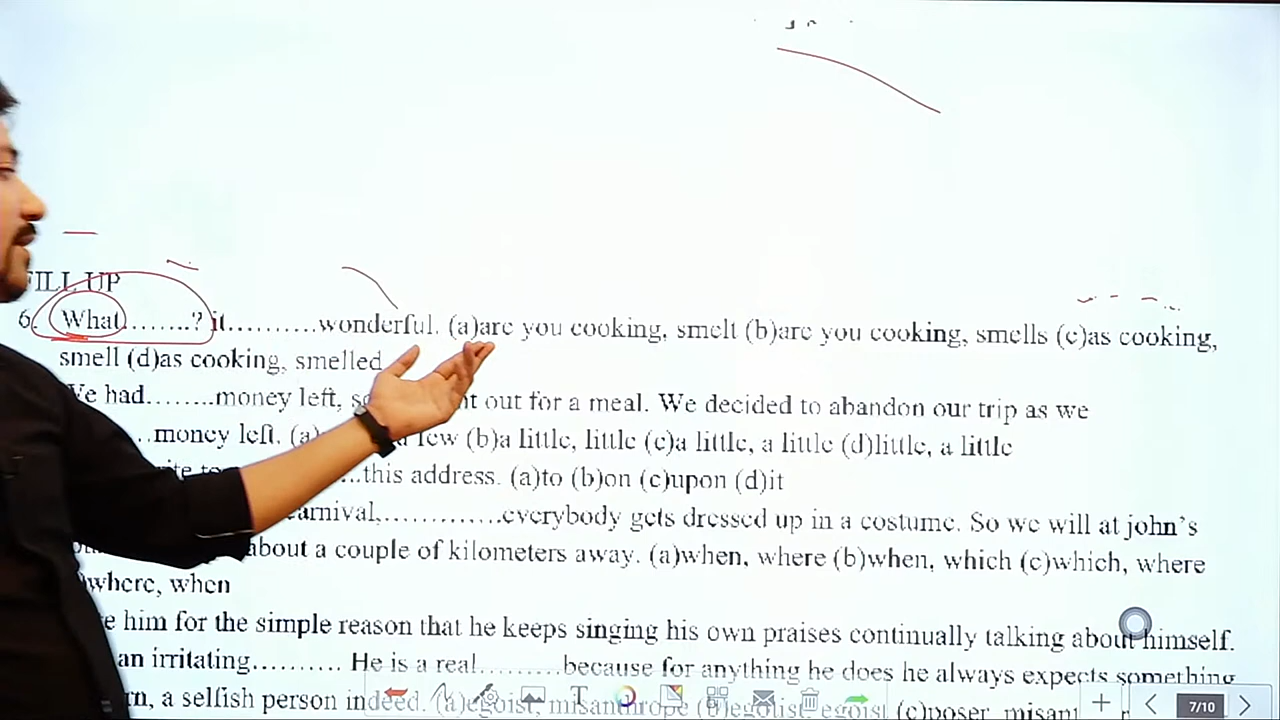 FILL UP
6. What........? it..........wonderful. (a)are you cooking, smelt (b)are you cooking, smells (c)as cooking,
smell (d)as cooking, smelled
We had........money left, out for a meal. We decided to abandon our trip as we
money left. (a) few (b)a little, little (c)a little, a little (d)little, a little
this address. (a)to (b)on (c)upon (d)it
carnival,.............everybody gets dressed up in a costume. So we will at john's
about a couple of kilometers away. (a)when, where (b)when, which (c)which, where
where, when
him for the simple reason that he keeps singing his own praises continually talking about himself.
an irritating.......... He is a real.........because for anything he does he always expects something
a selfish person indeed. (a)egoist, misanthrope (b)egotist, egoist (c)poser,
7/10